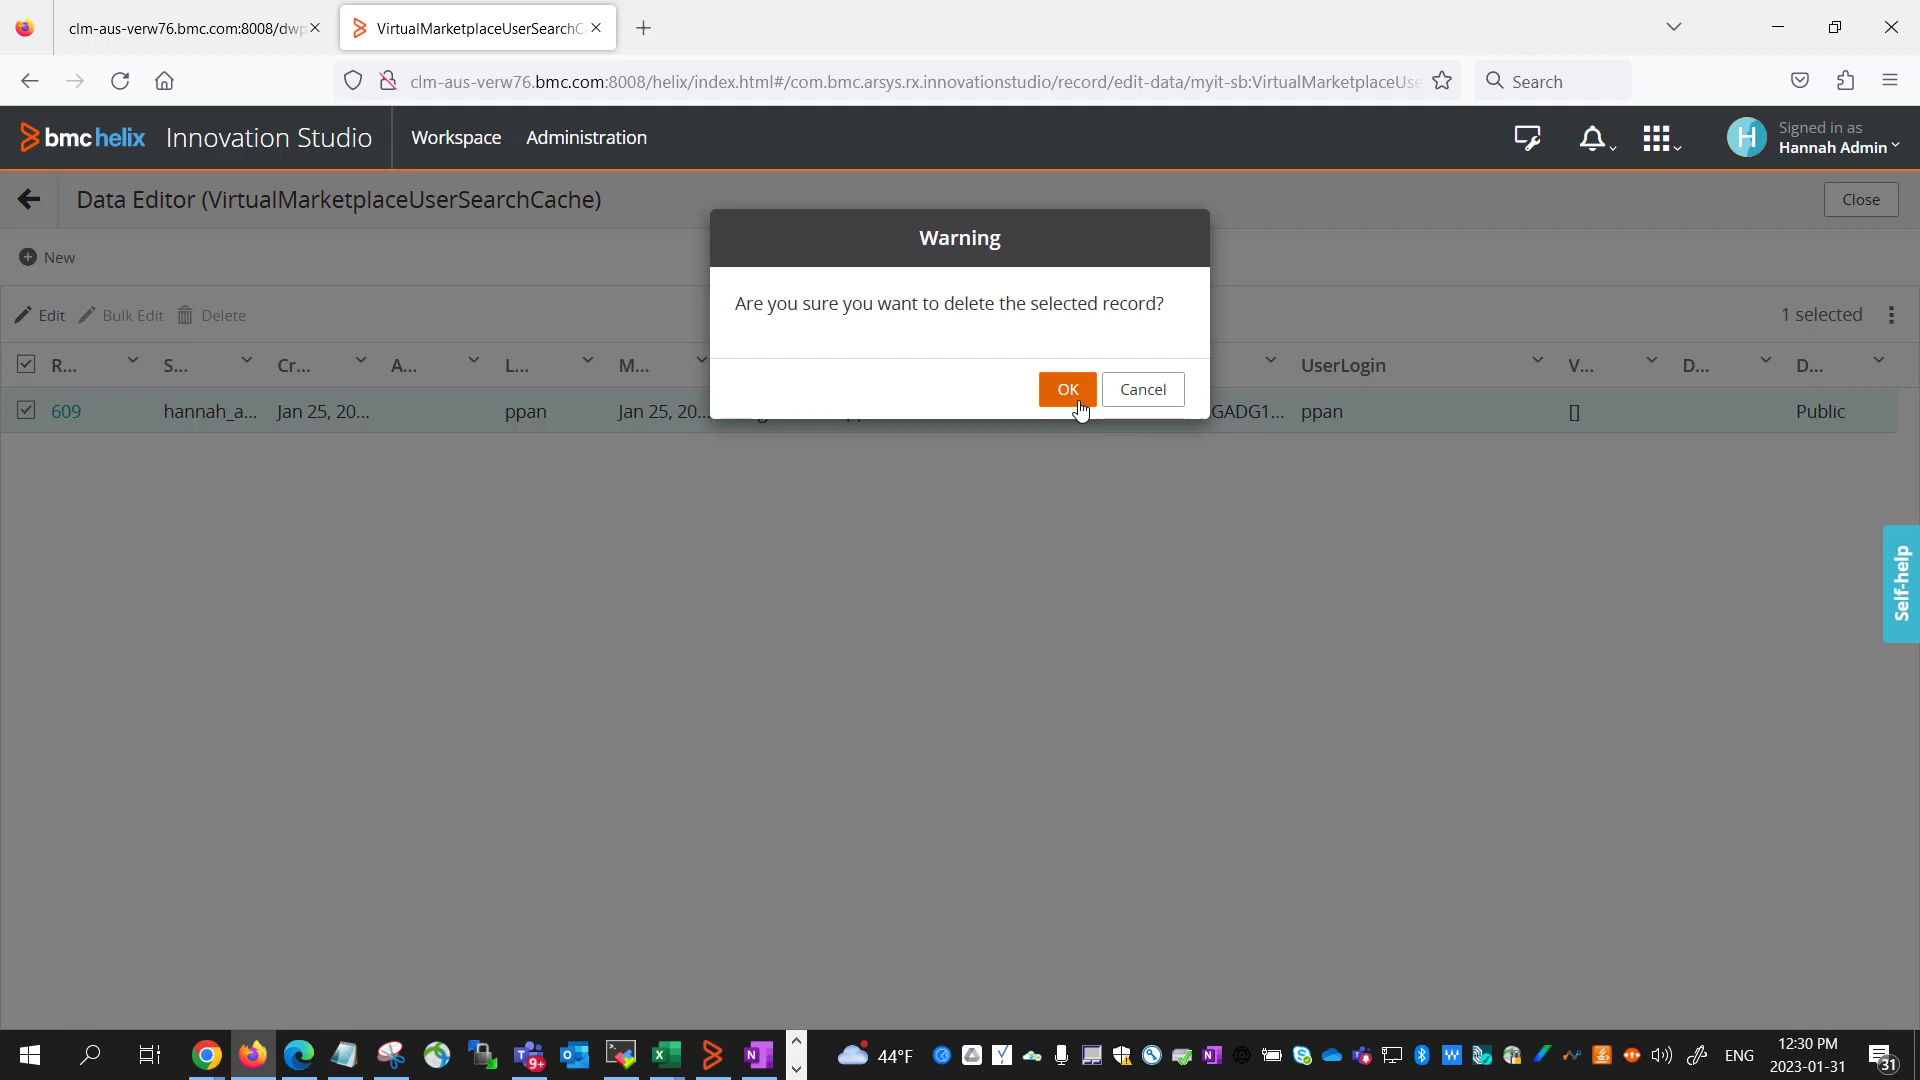 clm-aus-verw76.bmc.com:8008/dwp
VirtualMarketplaceUserSearchC
clm-aus-verw76.bmc.com:8008/helix/index.html#/com.bmc.arsys.rx.innovationstudio/record/edit-data/myit-sb:VirtualMarketplaceUse
Search
bmc helix Innovation Studio
Workspace
Administration
H
Signed in as
Hannah Admin
Data Editor (VirtualMarketplaceUserSearchCache)
Close
New
Warning
Are you sure you want to delete the selected record?
OK
Cancel
Edit
Bulk Edit
Delete
1 selected
R... S... Cr... A... L... M... UserLogin V... D... D...
609 hannah_a... Jan 25, 20... ppan Jan 25, 20... GADG1... ppan [] Public
Self-help
9+
44°F
ENG
12:30 PM
2023-01-31
31